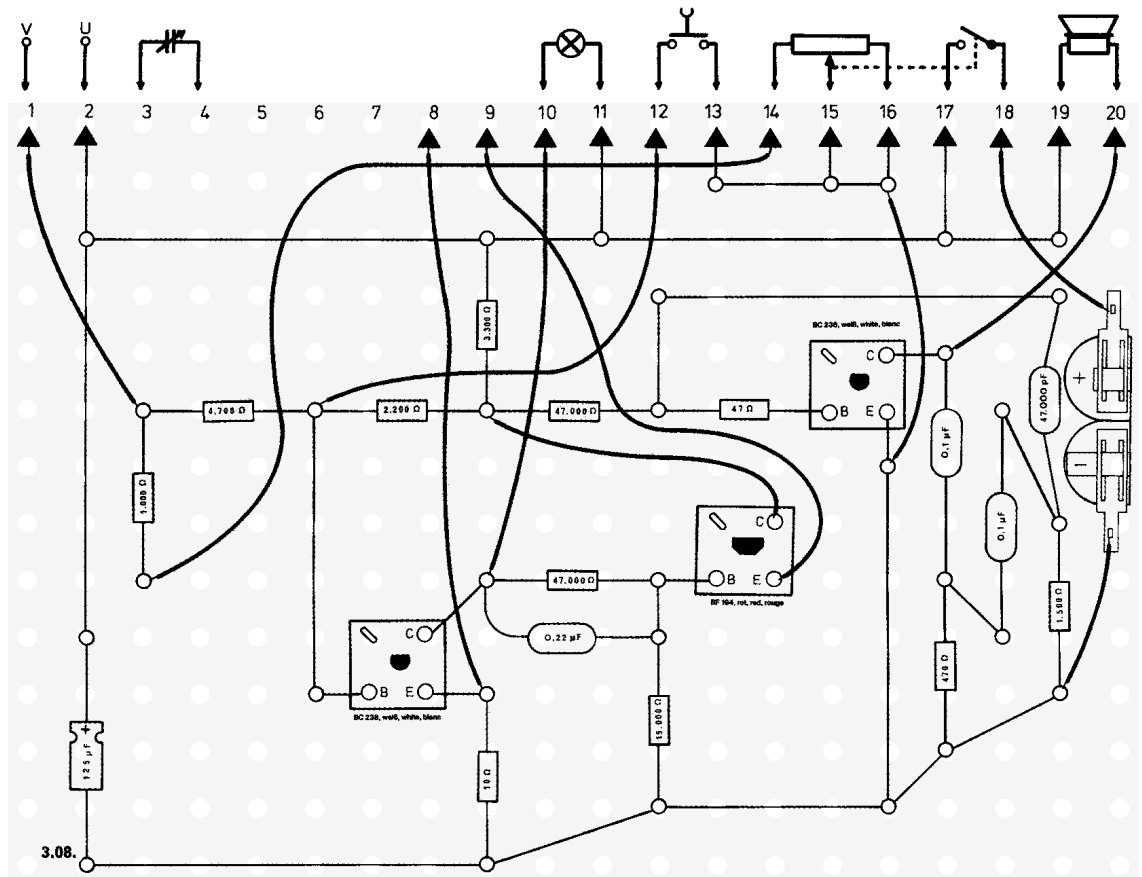 V U
1 2 3 4 5 6 7 8 9 10 11 12 13 14 15 16 17 18 19 20
3.300 Ω
BC 238, weiß, white, blanc
C
B E
4.700 Ω
2.200 Ω
47.000 Ω
47 Ω
47.000 pF
+
−
0,1 µF
0,1 µF
1.000 Ω
C
B E
BF 194, rot, red, rouge
47.000 Ω
0,22 µF
1.500 Ω
C
B E
BC 238, weiß, white, blanc
470 Ω
15.000 Ω
+
125 µF
10 Ω
3.08.